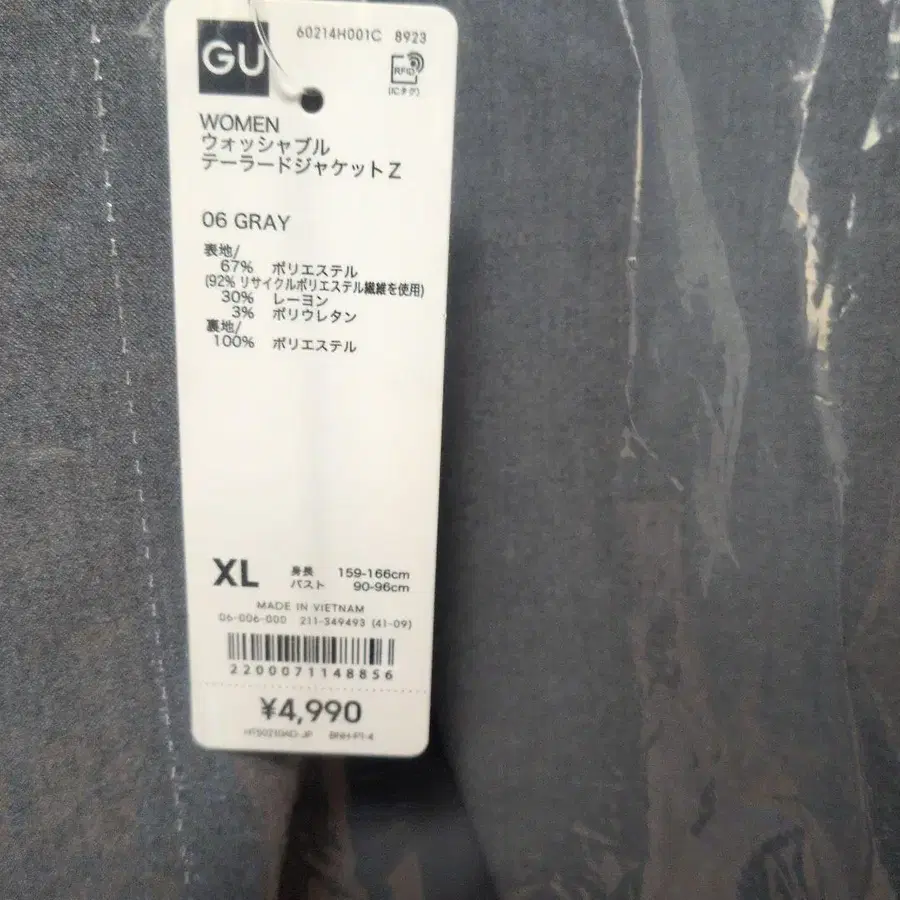 GU
60214H001C 8923
RFID
(ICタグ)
WOMEN
ウォッシャブル
テーラードジャケットZ
06 GRAY
表地/
67% ポリエステル
(92% リサイクルポリエステル繊維を使用)
30% レーヨン
3% ポリウレタン
裏地/
100% ポリエステル
XL 身長 159-166cm
バスト 90-96cm
MADE IN VIETNAM
06-006-000 211-349493 (41-09)
2200071148856
¥4,990